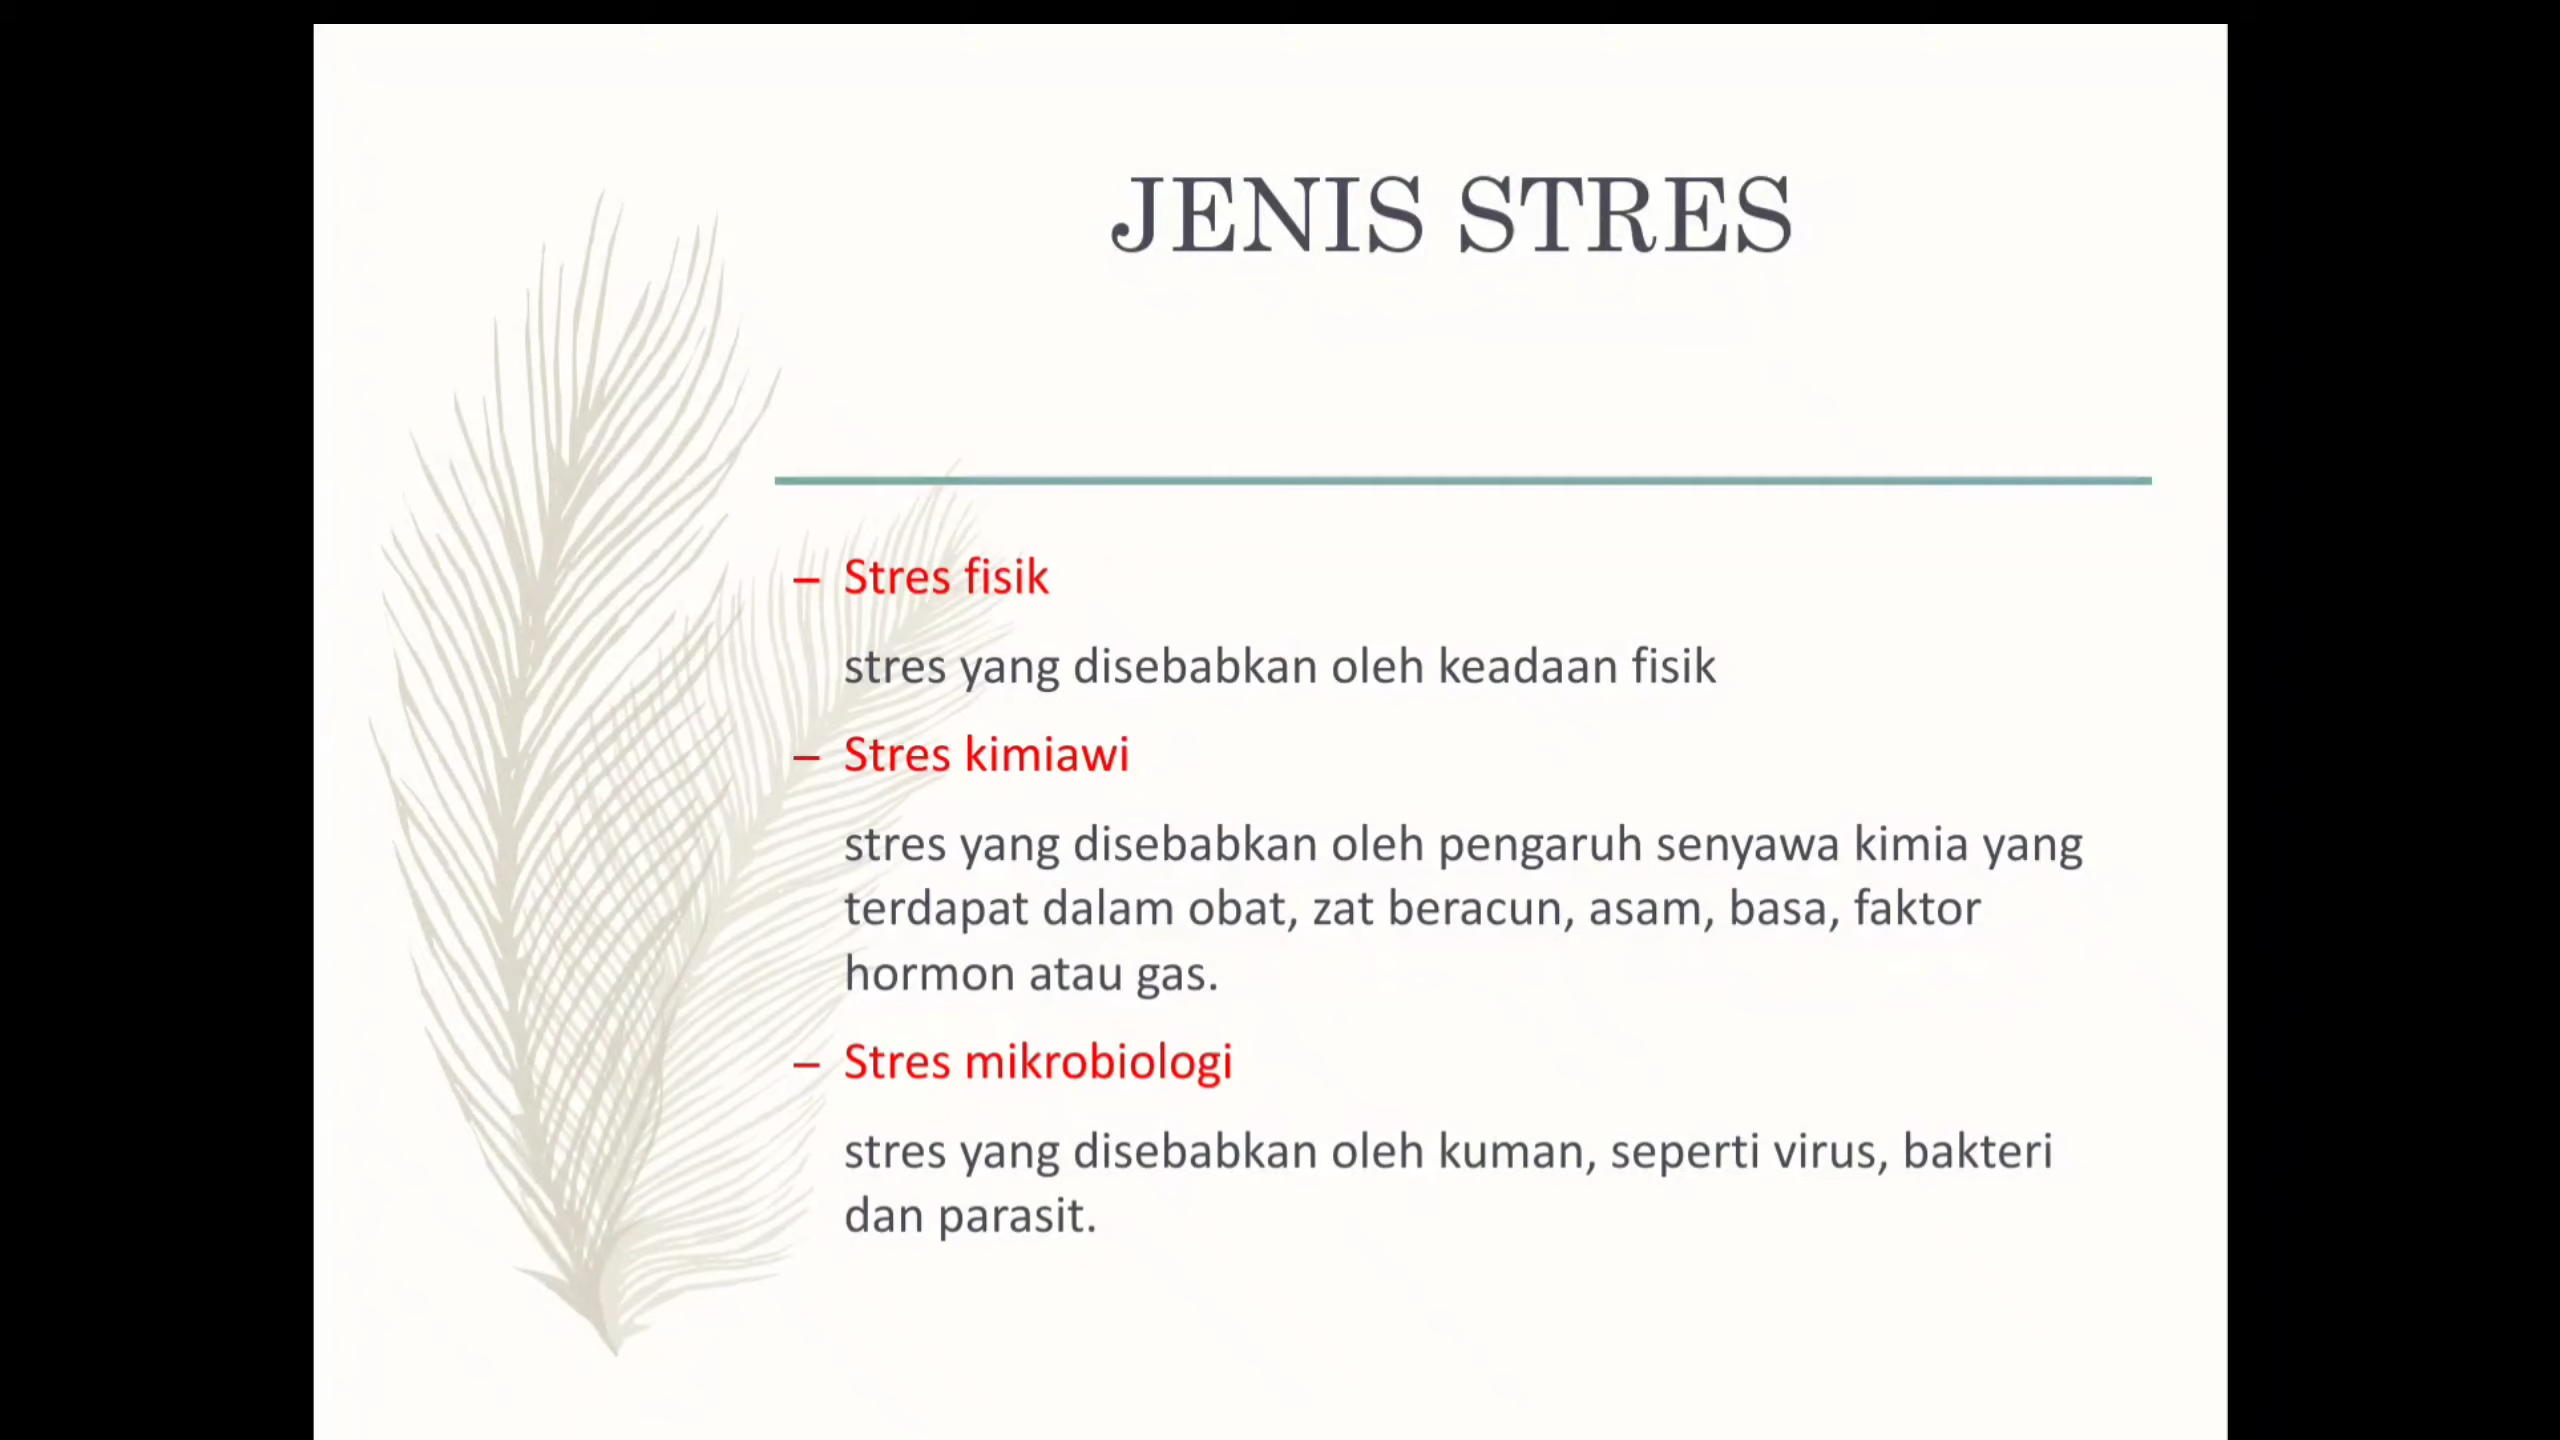 JENIS STRES
– Stres fisik
stres yang disebabkan oleh keadaan fisik
– Stres kimiawi
stres yang disebabkan oleh pengaruh senyawa kimia yang
terdapat dalam obat, zat beracun, asam, basa, faktor
hormon atau gas.
– Stres mikrobiologi
stres yang disebabkan oleh kuman, seperti virus, bakteri
dan parasit.